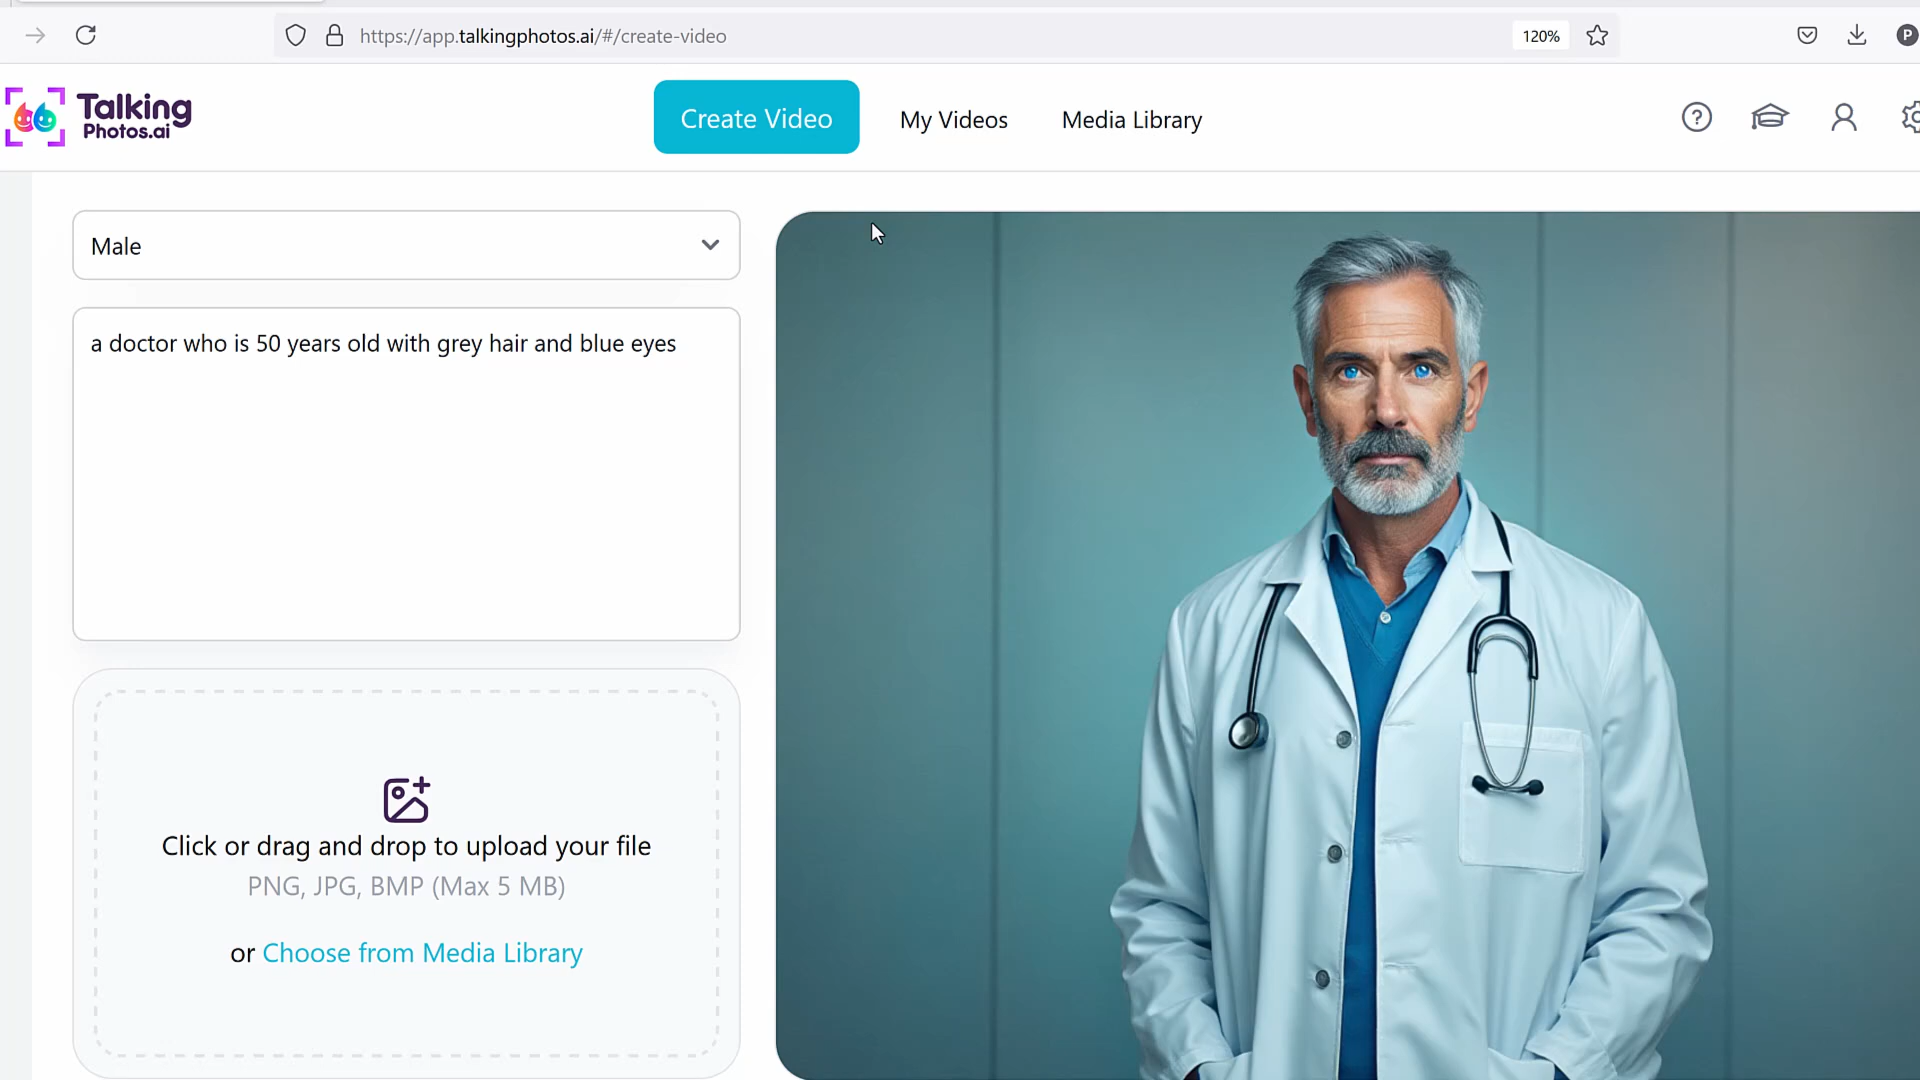 https://app.talkingphotos.ai/#/create-video
120%
P
Talking
Photos.ai
Create Video
My Videos
Media Library
Male
a doctor who is 50 years old with grey hair and blue eyes
Click or drag and drop to upload your file
PNG, JPG, BMP (Max 5 MB)
or Choose from Media Library